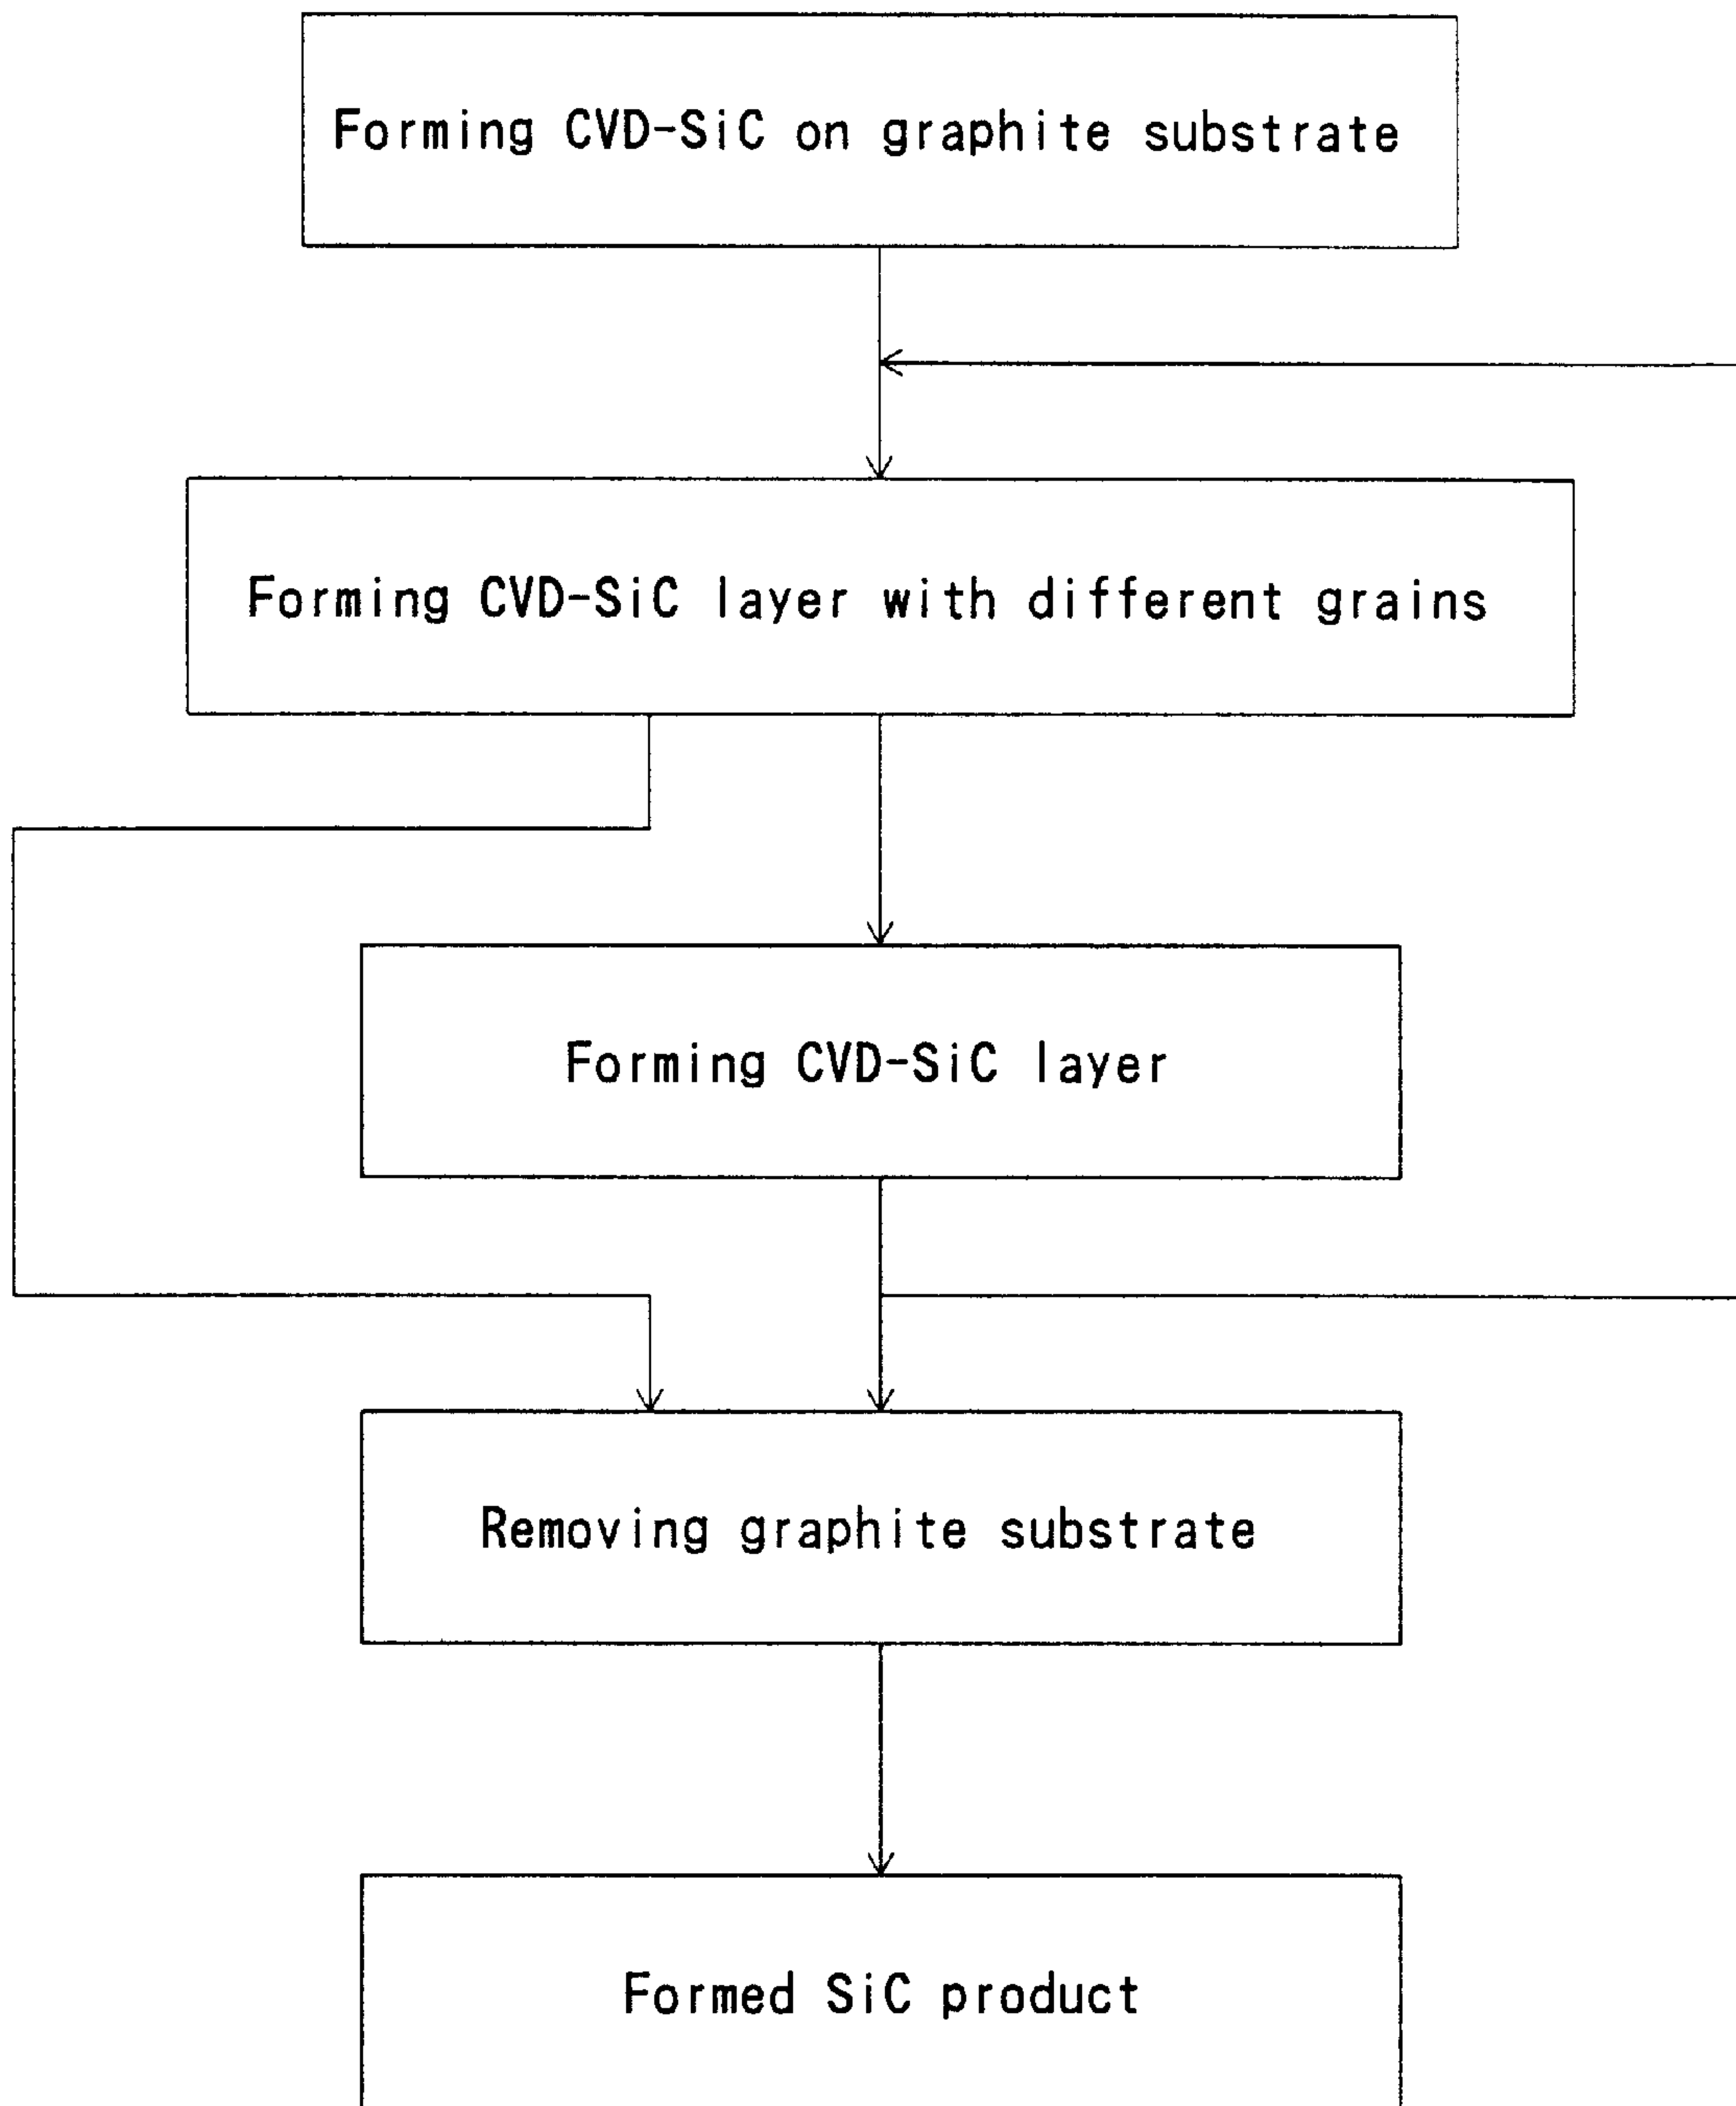 Forming CVD-SiC on graphite substrate
Forming CVD-SiC layer with different grains
Forming CVD-SiC layer
Removing graphite substrate
Formed SiC product